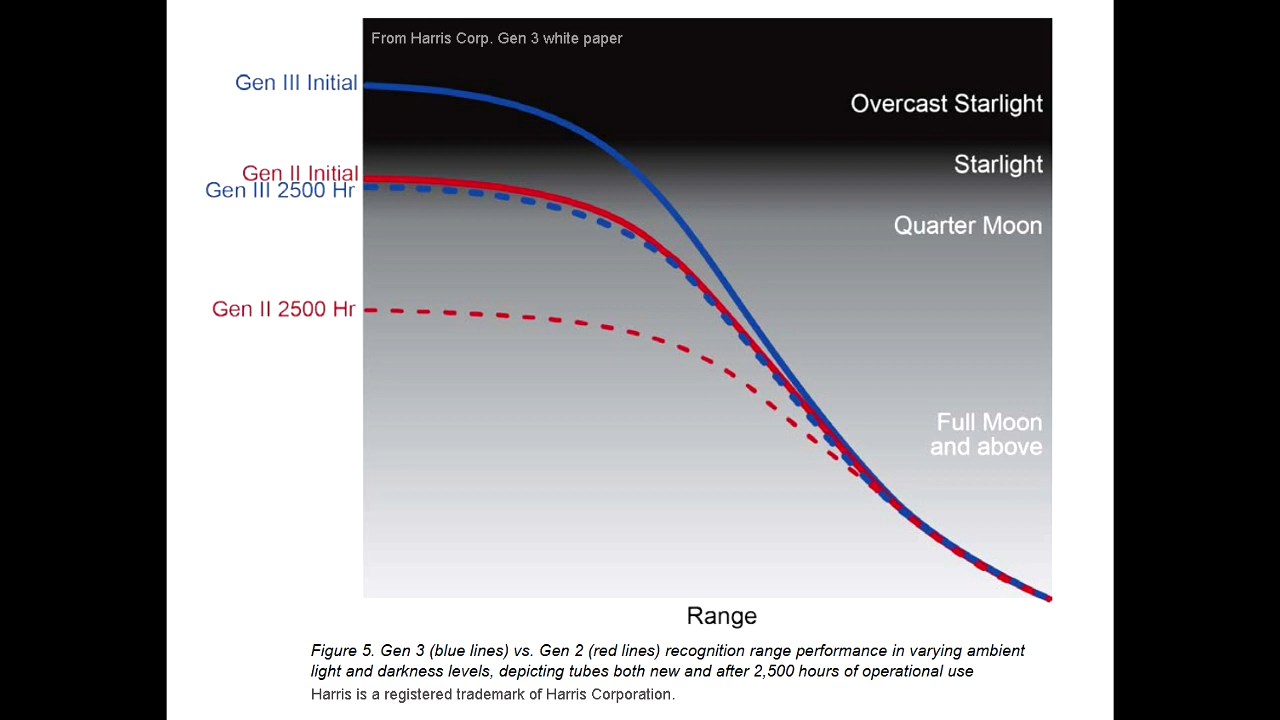 From Harris Corp. Gen 3 white paper
Gen III Initial
Overcast Starlight
Starlight
Gen II Initial
Gen III 2500 Hr
Quarter Moon
Gen II 2500 Hr
Full Moon
and above
Range
Figure 5. Gen 3 (blue lines) vs. Gen 2 (red lines) recognition range performance in varying ambient
light and darkness levels, depicting tubes both new and after 2,500 hours of operational use
Harris is a registered trademark of Harris Corporation.